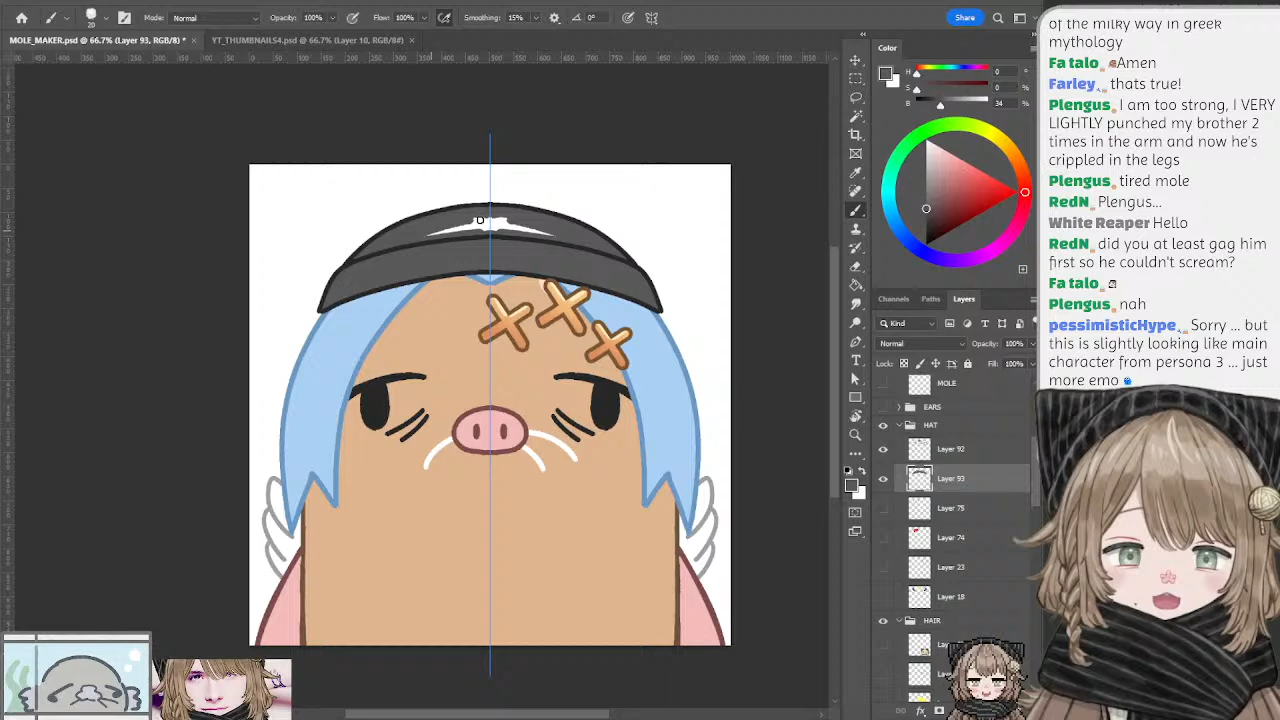 Mode: Normal Opacity: 100% Flow: 100% Smoothing: 15% 0° Share
20
MOLE_MAKER.psd @ 66.7% (Layer 93, RGB/8) * × YT_THUMBNAILS4.psd @ 66.7% (Layer 10, RGB/8#) ×
Color
H 0 °
S 0 %
B 34 %
Channels Paths Layers
Kind
Normal Opacity: 100%
Lock: Fill: 100%
MOLE
EARS
HAT
Layer 92
Layer 93
Layer 75
Layer 74
Layer 23
Layer 18
HAIR
of the milky way in greek
mythology
Fa talo Amen
Farley thats true!
Plengus I am too strong, I VERY
LIGHTLY punched my brother 2
times in the arm and now he's
crippled in the legs
Plengus tired mole
RedN Plengus...
White Reaper Hello
RedN did you at least gag him
first so he couldn't scream?
Fa talo
Plengus nah
pessimisticHype Sorry ... but
this is slightly looking like main
character from persona 3 ... just
more emo